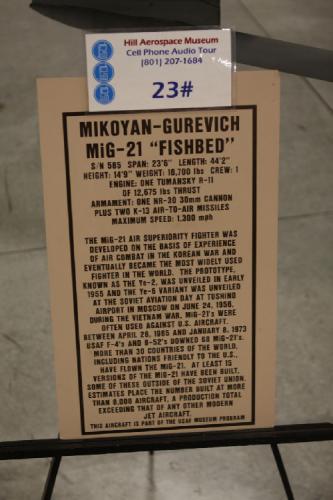 Hill Aerospace Museum
Cell Phone Audio Tour
(801) 207-1684
23#
MIKOYAN-GUREVICH
MiG-21 "FISHBED"
S/N 565 SPAN: 23'6" LENGTH: 44'2"
HEIGHT: 14'9" WEIGHT: 18,700 lbs CREW: 1
ENGINE: ONE TUMANSKY R-11
OF 12,675 lbs THRUST
ARMAMENT: ONE NR-30 30mm CANNON
PLUS TWO K-13 AIR-TO-AIR MISSILES
MAXIMUM SPEED: 1,300 mph
THE MiG-21 AIR SUPERIORITY FIGHTER WAS
DEVELOPED ON THE BASIS OF EXPERIENCE
OF AIR COMBAT IN THE KOREAN WAR AND
EVENTUALLY BECAME THE MOST WIDELY USED
FIGHTER IN THE WORLD. THE PROTOTYPE,
KNOWN AS THE Ye-2, WAS UNVEILED IN EARLY
1955 AND THE Ye-6 VARIANT WAS UNVEILED
AT THE SOVIET AVIATION DAY AT TUSHINO
AIRPORT IN MOSCOW ON JUNE 24, 1956.
DURING THE VIETNAM WAR, MiG-21's WERE
OFTEN USED AGAINST U.S. AIRCRAFT.
BETWEEN APRIL 26, 1965 AND JANUARY 8, 1973
USAF F-4's AND B-52's DOWNED 68 MiG-21's.
MORE THAN 30 COUNTRIES OF THE WORLD,
INCLUDING NATIONS FRIENDLY TO THE U.S.,
HAVE FLOWN THE MiG-21. AT LEAST 15
VERSIONS OF THE MiG-21 HAVE BEEN BUILT,
SOME OF THESE OUTSIDE OF THE SOVIET UNION.
ESTIMATES PLACE THE NUMBER BUILT AT MORE
THAN 8,000 AIRCRAFT, A PRODUCTION TOTAL
EXCEEDING THAT OF ANY OTHER MODERN
JET AIRCRAFT.
THIS AIRCRAFT IS PART OF THE USAF MUSEUM PROGRAM